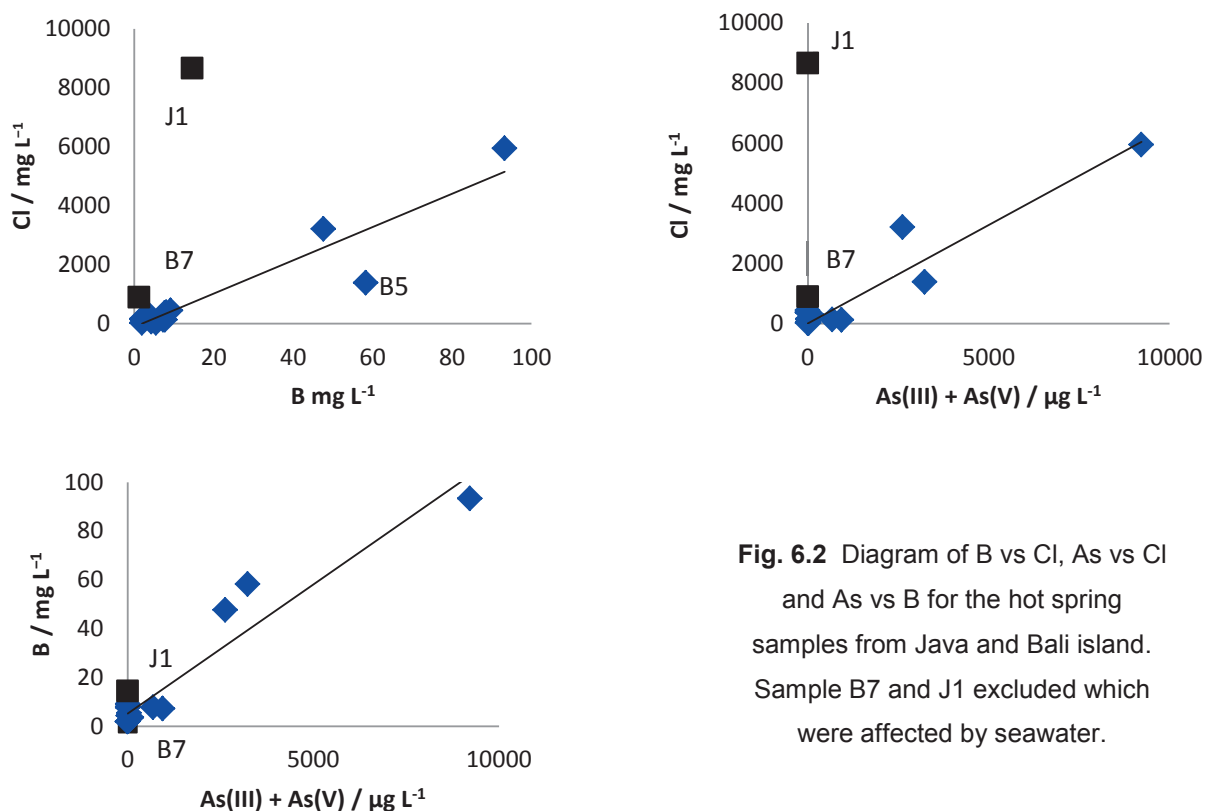 10000
8000
6000
4000
2000
0
Cl / mg L⁻¹
J1
B7
B5
0 20 40 60 80 100
B mg L⁻¹
10000
8000
6000
4000
2000
0
Cl / mg L⁻¹
J1
B7
0 5000 10000
As(III) + As(V) / µg L⁻¹
100
80
60
40
20
0
B / mg L⁻¹
J1
B7
0 5000 10000
As(III) + As(V) / µg L⁻¹
Fig. 6.2 Diagram of B vs Cl, As vs Cl
and As vs B for the hot spring
samples from Java and Bali island.
Sample B7 and J1 excluded which
were affected by seawater.